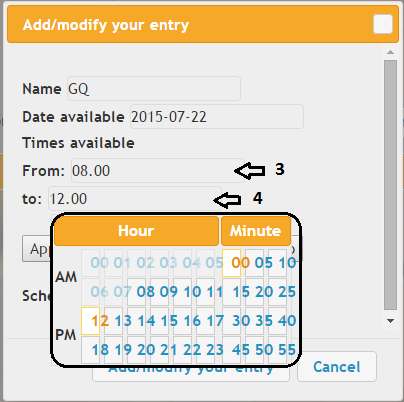 Add/modify your entry
Name GQ
Date available 2015-07-22
Times available
From: 08.00 3
to: 12.00 4
Hour Minute
App
AM 00 01 02 03 04 05 00 05 10
06 07 08 09 10 11 15 20 25
Sche
PM 12 13 14 15 16 17 30 35 40
18 19 20 21 22 23 45 50 55
Add/modify your entry Cancel